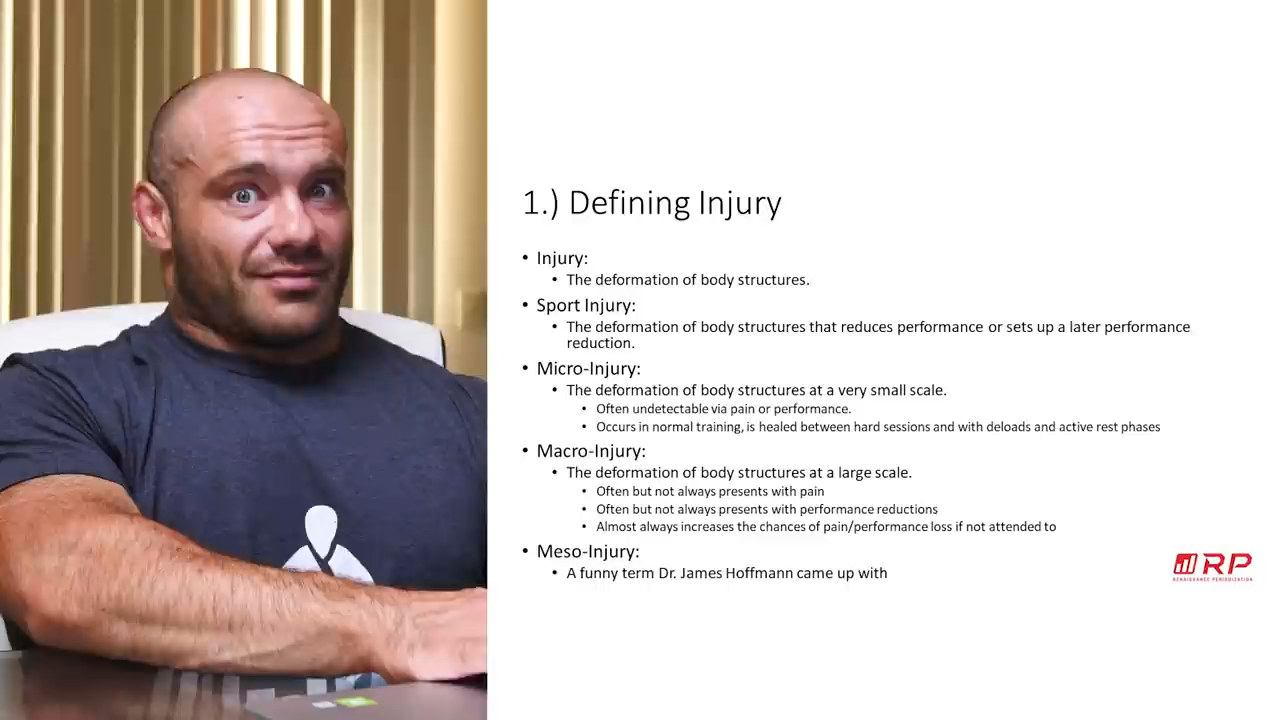 1.) Defining Injury
• Injury:
• The deformation of body structures.
• Sport Injury:
• The deformation of body structures that reduces performance or sets up a later performance
reduction.
• Micro-Injury:
• The deformation of body structures at a very small scale.
• Often undetectable via pain or performance.
• Occurs in normal training, is healed between hard sessions and with deloads and active rest phases
• Macro-Injury:
• The deformation of body structures at a large scale.
• Often but not always presents with pain
• Often but not always presents with performance reductions
• Almost always increases the chances of pain/performance loss if not attended to
• Meso-Injury:
• A funny term Dr. James Hoffmann came up with
RP
RENAISSANCE PERIODIZATION